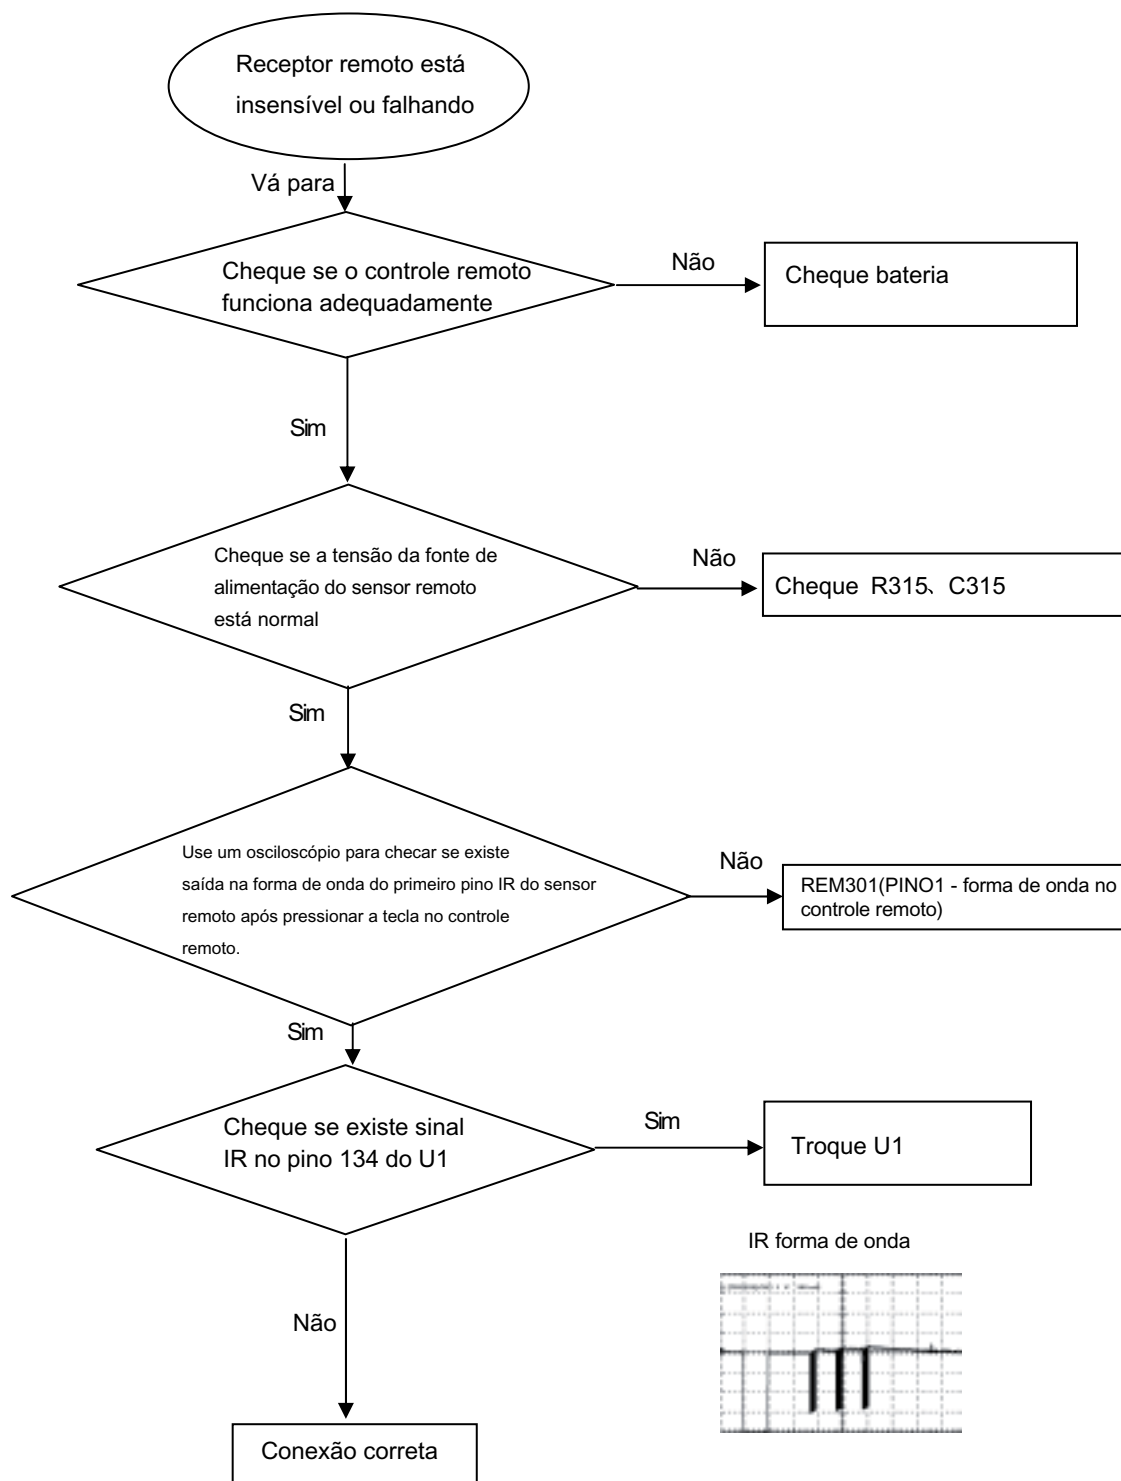 Receptor remoto está
insensível ou falhando
Vá para
Cheque se o controle remoto
funciona adequadamente
Não
Cheque bateria
Sim
Cheque se a tensão da fonte de
alimentação do sensor remoto
está normal
Não
Cheque R315、C315
Sim
Use um osciloscópio para checar se existe
saída na forma de onda do primeiro pino IR do sensor
remoto após pressionar a tecla no controle
remoto.
Não
REM301(PINO1 - forma de onda no
controle remoto)
Sim
Cheque se existe sinal
IR no pino 134 do U1
Sim
Troque U1
IR forma de onda
Não
Conexão correta